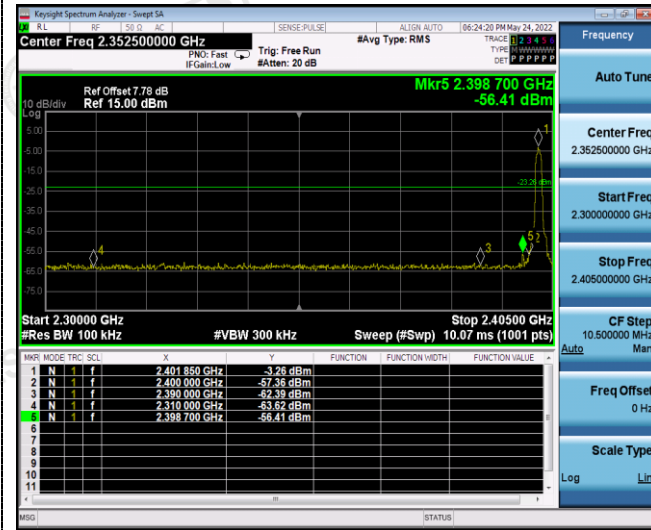 Keysight Spectrum Analyzer - Swept SA
RL RF 50 Ω AC SENSE:PULSE ALIGN AUTO 06:24:20 PM May 24, 2022
Center Freq 2.352500000 GHz #Avg Type: RMS TRACE 1 2 3 4 5 6
PNO: Fast Trig: Free Run TYPE M W W W W W
IFGain:Low #Atten: 20 dB DET P P P P P P
Mkr5 2.398 700 GHz
-56.41 dBm
Ref Offset 7.78 dB
10 dB/div Ref 15.00 dBm
Log
5.00
-5.00
-15.0
-25.0
-35.0
-45.0
-55.0
-65.0
-75.0
1
-23.26 dBm
4
3
5
2
Start 2.30000 GHz Stop 2.40500 GHz
#Res BW 100 kHz #VBW 300 kHz Sweep (#Swp) 10.07 ms (1001 pts)
MKR MODE TRC SCL X Y FUNCTION FUNCTION WIDTH FUNCTION VALUE
1 N 1 f 2.401 850 GHz -3.26 dBm
2 N 1 f 2.400 000 GHz -57.36 dBm
3 N 1 f 2.390 000 GHz -62.39 dBm
4 N 1 f 2.310 000 GHz -63.62 dBm
5 N 1 f 2.398 700 GHz -56.41 dBm
6
7
8
9
10
11
MSG STATUS
Frequency
Auto Tune
Center Freq
2.352500000 GHz
Start Freq
2.300000000 GHz
Stop Freq
2.405000000 GHz
CF Step
10.500000 MHz
Auto Man
Freq Offset
0 Hz
Scale Type
Log Lin